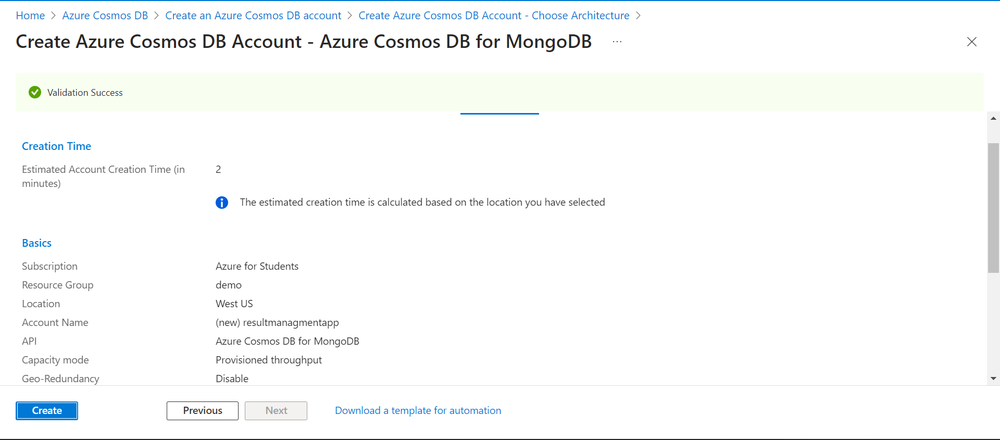 Home > Azure Cosmos DB > Create an Azure Cosmos DB account > Create Azure Cosmos DB Account - Choose Architecture >
Create Azure Cosmos DB Account - Azure Cosmos DB for MongoDB ...
Validation Success
Creation Time
Estimated Account Creation Time (in 2
minutes)
The estimated creation time is calculated based on the location you have selected
Basics
Subscription Azure for Students
Resource Group demo
Location West US
Account Name (new) resultmanagmentapp
API Azure Cosmos DB for MongoDB
Capacity mode Provisioned throughput
Geo-Redundancy Disable
Create Previous Next Download a template for automation